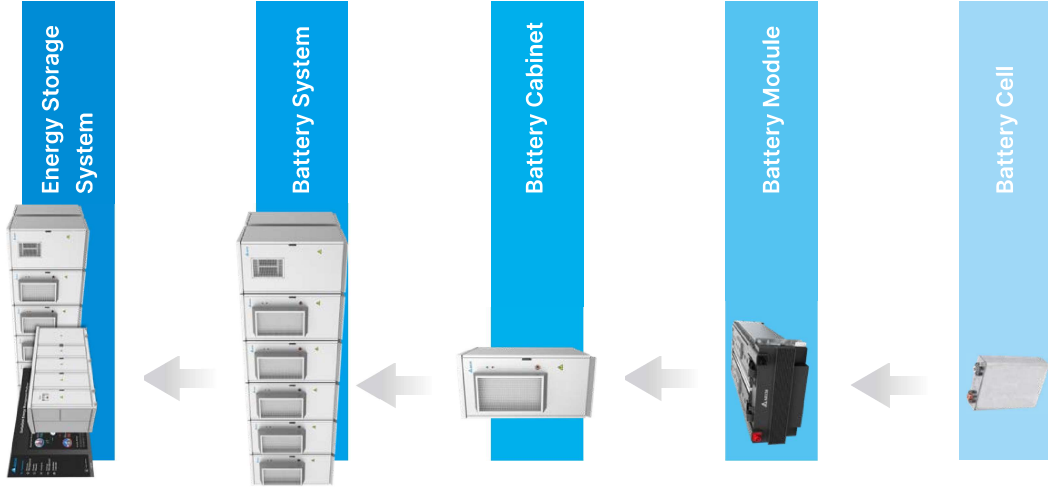 Energy Storage
System
Battery System
Battery Cabinet
Battery Module
Battery Cell